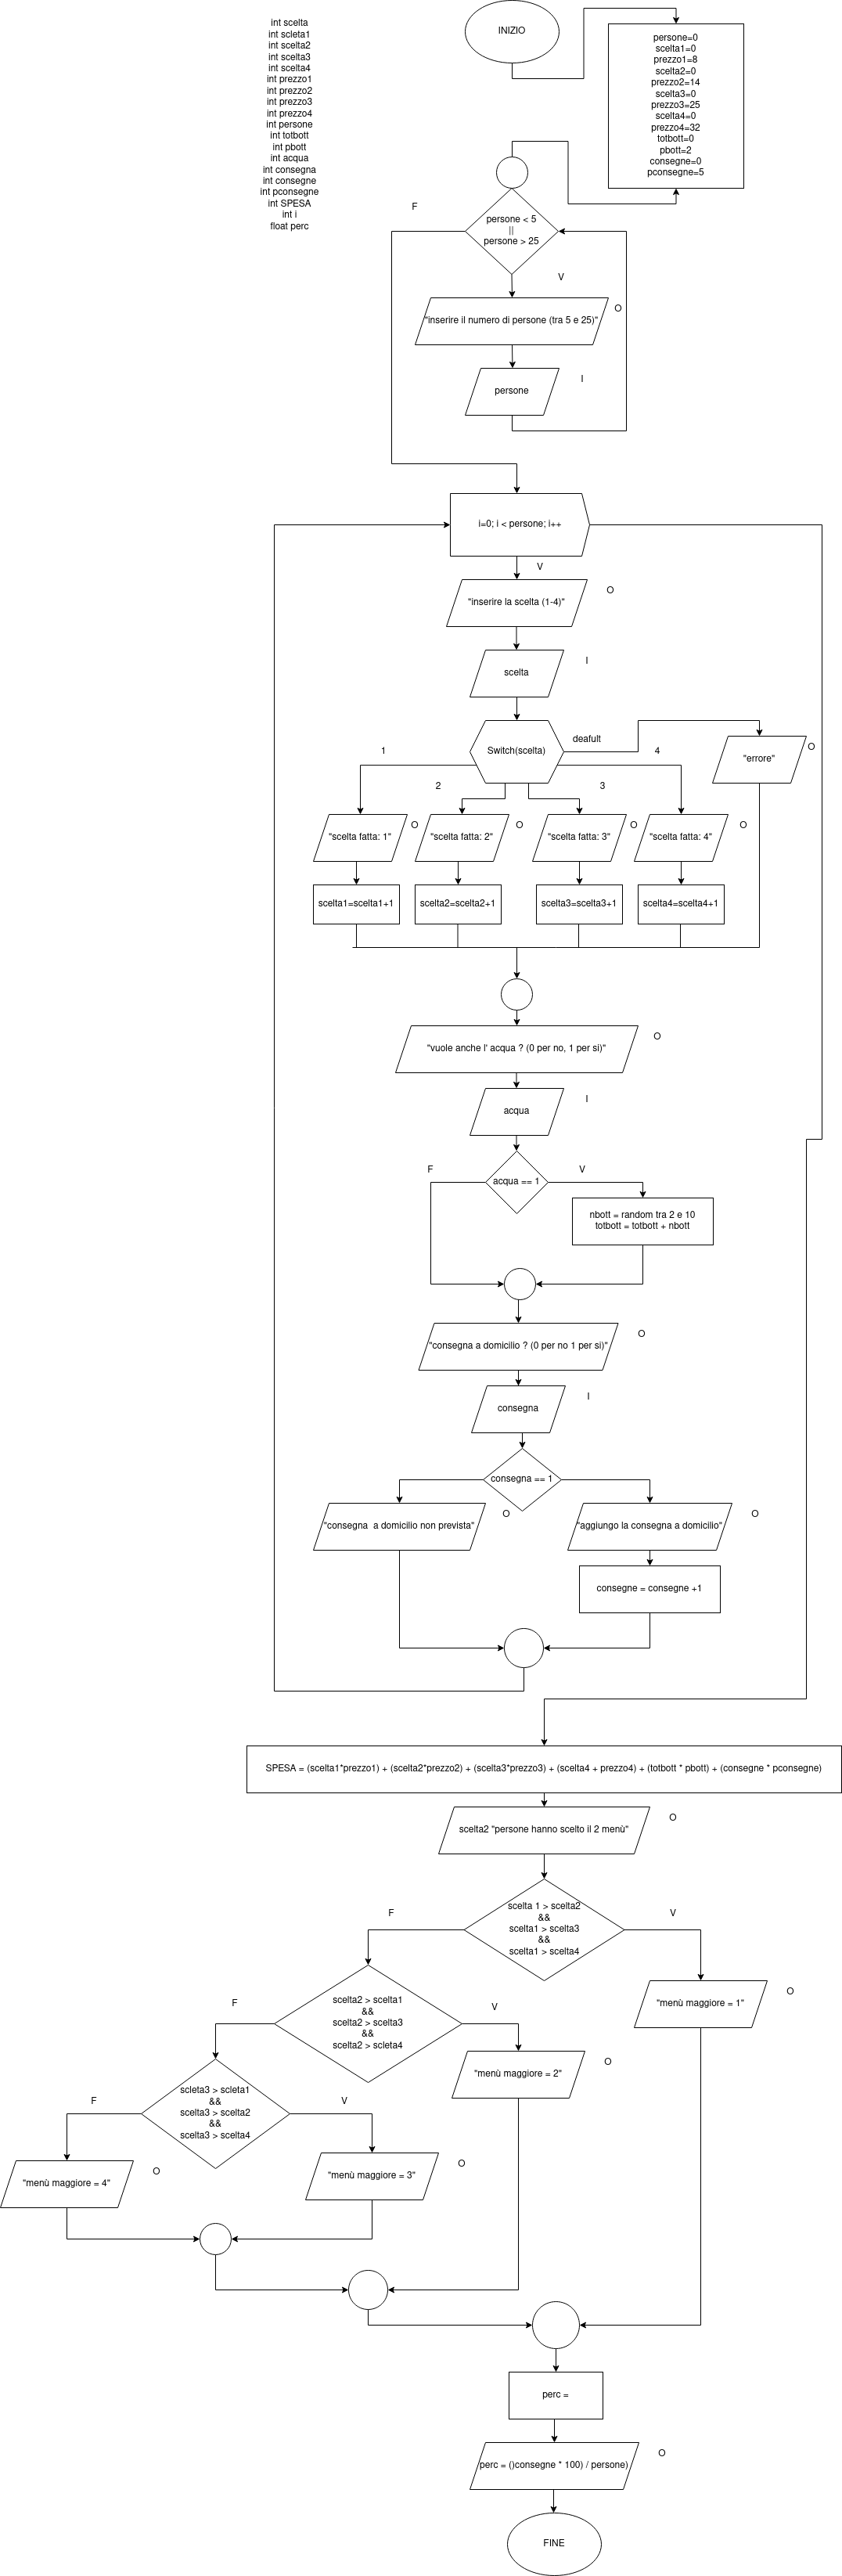 int scelta
int scleta1
int scelta2
int scelta3
int scelta4
int prezzo1
int prezzo2
int prezzo3
int prezzo4
int persone
int totbott
int pbott
int acqua
int consegna
int consegne
int pconsegne
int SPESA
int i
float perc
INIZIO
persone=0
scelta1=0
prezzo1=8
scelta2=0
prezzo2=14
scelta3=0
prezzo3=25
scelta4=0
prezzo4=32
totbott=0
pbott=2
consegne=0
pconsegne=5
F
persone < 5
||
persone > 25
V
O
"inserire il numero di persone (tra 5 e 25)"
I
persone
i=0; i < persone; i++
V
O
"inserire la scelta (1-4)"
I
scelta
deafult
1
Switch(scelta)
4
O
"errore"
2
3
O
O
O
O
"scelta fatta: 1"
"scelta fatta: 2"
"scelta fatta: 3"
"scelta fatta: 4"
scelta1=scelta1+1
scelta2=scelta2+1
scelta3=scelta3+1
scelta4=scelta4+1
O
"vuole anche l' acqua ? (0 per no, 1 per si)"
I
acqua
F
V
acqua == 1
nbott = random tra 2 e 10
totbott = totbott + nbott
O
"consegna a domicilio ? (0 per no 1 per si)"
I
consegna
consegna == 1
O
O
"consegna  a domicilio non prevista"
"aggiungo la consegna a domicilio"
consegne = consegne +1
SPESA = (scelta1*prezzo1) + (scelta2*prezzo2) + (scelta3*prezzo3) + (scelta4 + prezzo4) + (totbott * pbott) + (consegne * pconsegne)
O
scelta2 "persone hanno scelto il 2 menù"
F
scelta 1 > scelta2
&&
scelta1 > scelta3
&&
scelta1 > scelta4
V
O
"menù maggiore = 1"
F
scelta2 > scelta1
&&
scelta2 > scelta3
&&
scelta2 > scleta4
V
O
"menù maggiore = 2"
F
scleta3 > scleta1
&&
scelta3 > scelta2
&&
scelta3 > scelta4
V
O
"menù maggiore = 4"
O
"menù maggiore = 3"
perc =
O
perc = ()consegne * 100) / persone)
FINE